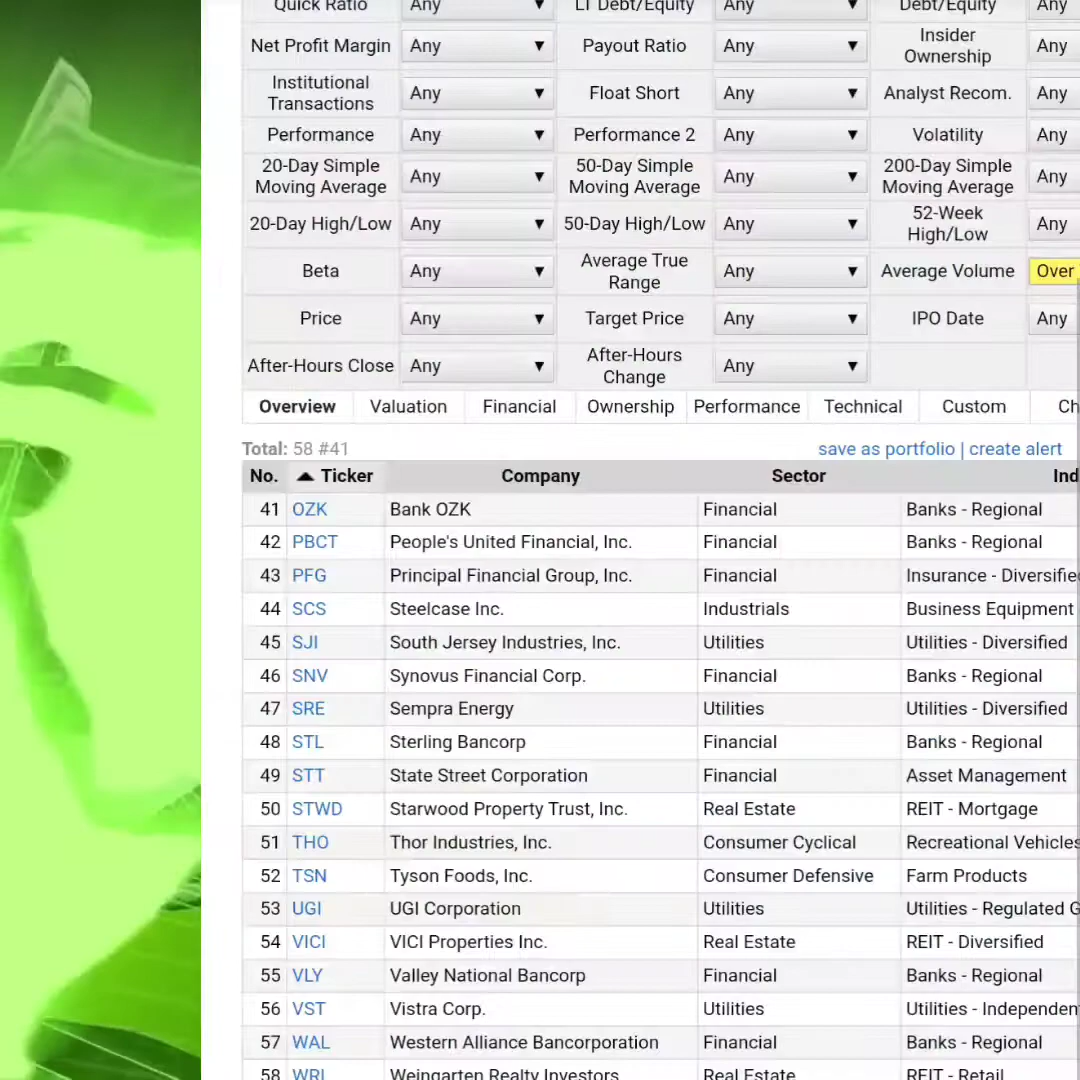 Quick Ratio Any ▼ LT Debt/Equity Any ▼ Debt/Equity Any
Net Profit Margin Any ▼ Payout Ratio Any ▼ Insider Ownership Any
Institutional Transactions Any ▼ Float Short Any ▼ Analyst Recom. Any
Performance Any ▼ Performance 2 Any ▼ Volatility Any
20-Day Simple Moving Average Any ▼ 50-Day Simple Moving Average Any ▼ 200-Day Simple Moving Average Any
20-Day High/Low Any ▼ 50-Day High/Low Any ▼ 52-Week High/Low Any
Beta Any ▼ Average True Range Any ▼ Average Volume Over
Price Any ▼ Target Price Any ▼ IPO Date Any
After-Hours Close Any ▼ After-Hours Change Any ▼
Overview Valuation Financial Ownership Performance Technical Custom Ch
Total: 58 #41 save as portfolio | create alert
No. ▲ Ticker Company Sector Ind
41 OZK Bank OZK Financial Banks - Regional
42 PBCT People's United Financial, Inc. Financial Banks - Regional
43 PFG Principal Financial Group, Inc. Financial Insurance - Diversifie
44 SCS Steelcase Inc. Industrials Business Equipment
45 SJI South Jersey Industries, Inc. Utilities Utilities - Diversified
46 SNV Synovus Financial Corp. Financial Banks - Regional
47 SRE Sempra Energy Utilities Utilities - Diversified
48 STL Sterling Bancorp Financial Banks - Regional
49 STT State Street Corporation Financial Asset Management
50 STWD Starwood Property Trust, Inc. Real Estate REIT - Mortgage
51 THO Thor Industries, Inc. Consumer Cyclical Recreational Vehicles
52 TSN Tyson Foods, Inc. Consumer Defensive Farm Products
53 UGI UGI Corporation Utilities Utilities - Regulated G
54 VICI VICI Properties Inc. Real Estate REIT - Diversified
55 VLY Valley National Bancorp Financial Banks - Regional
56 VST Vistra Corp. Utilities Utilities - Independen
57 WAL Western Alliance Bancorporation Financial Banks - Regional
58 WRI Weingarten Realty Investors Real Estate REIT - Retail